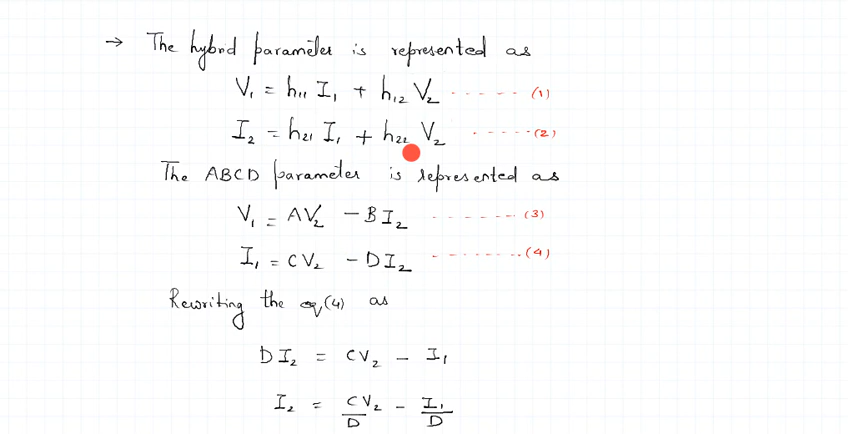 → The hybrid parameter is represented as
V₁ = h₁₁ I₁ + h₁₂ V₂ ------ (1)
I₂ = h₂₁ I₁ + h₂₂ V₂ ------ (2)
The ABCD parameter is represented as
V₁ = AV₂ - BI₂ -------- (3)
I₁ = CV₂ - DI₂ -------- (4)
Rewriting the eq(4) as
DI₂ = CV₂ - I₁
I₂ = CV₂/D - I₁/D